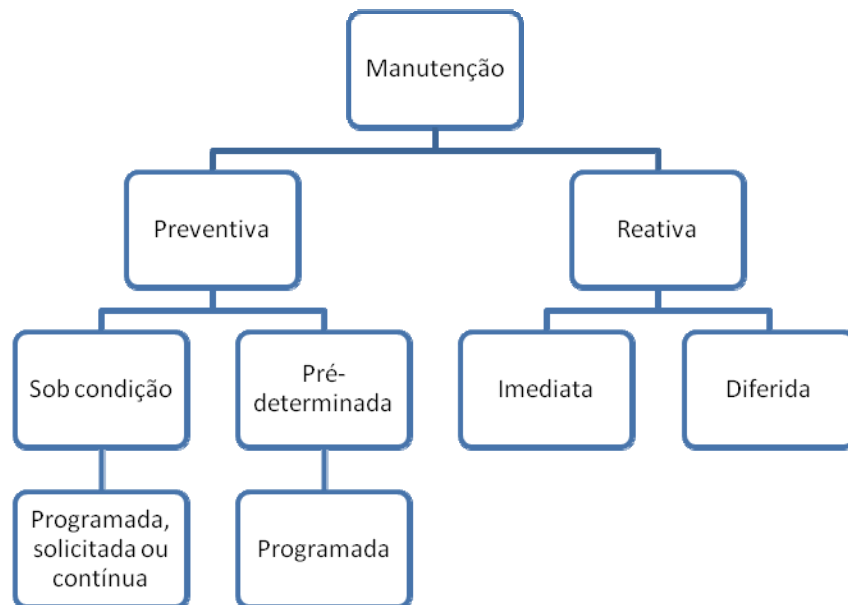 Manutenção
Preventiva
Reativa
Sob condição
Pré-
determinada
Imediata
Diferida
Programada,
solicitada ou
contínua
Programada